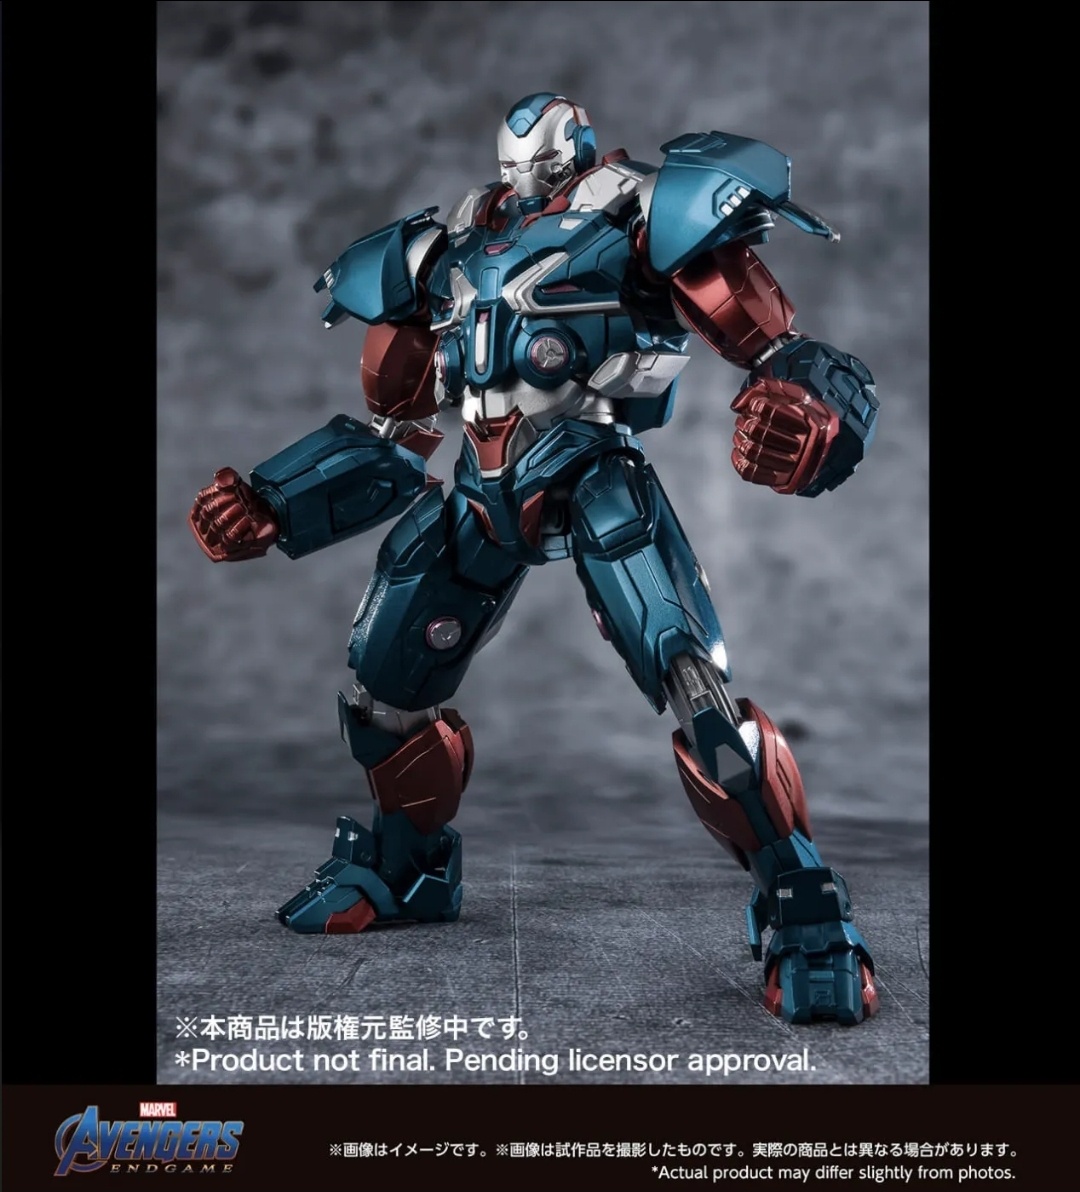 ※本商品は版権元監修中です。
*Product not final. Pending licensor approval.
MARVEL
AVENGERS
ENDGAME
※画像はイメージです。※画像は試作品を撮影したものです。実際の商品とは異なる場合があります。
*Actual product may differ slightly from photos.